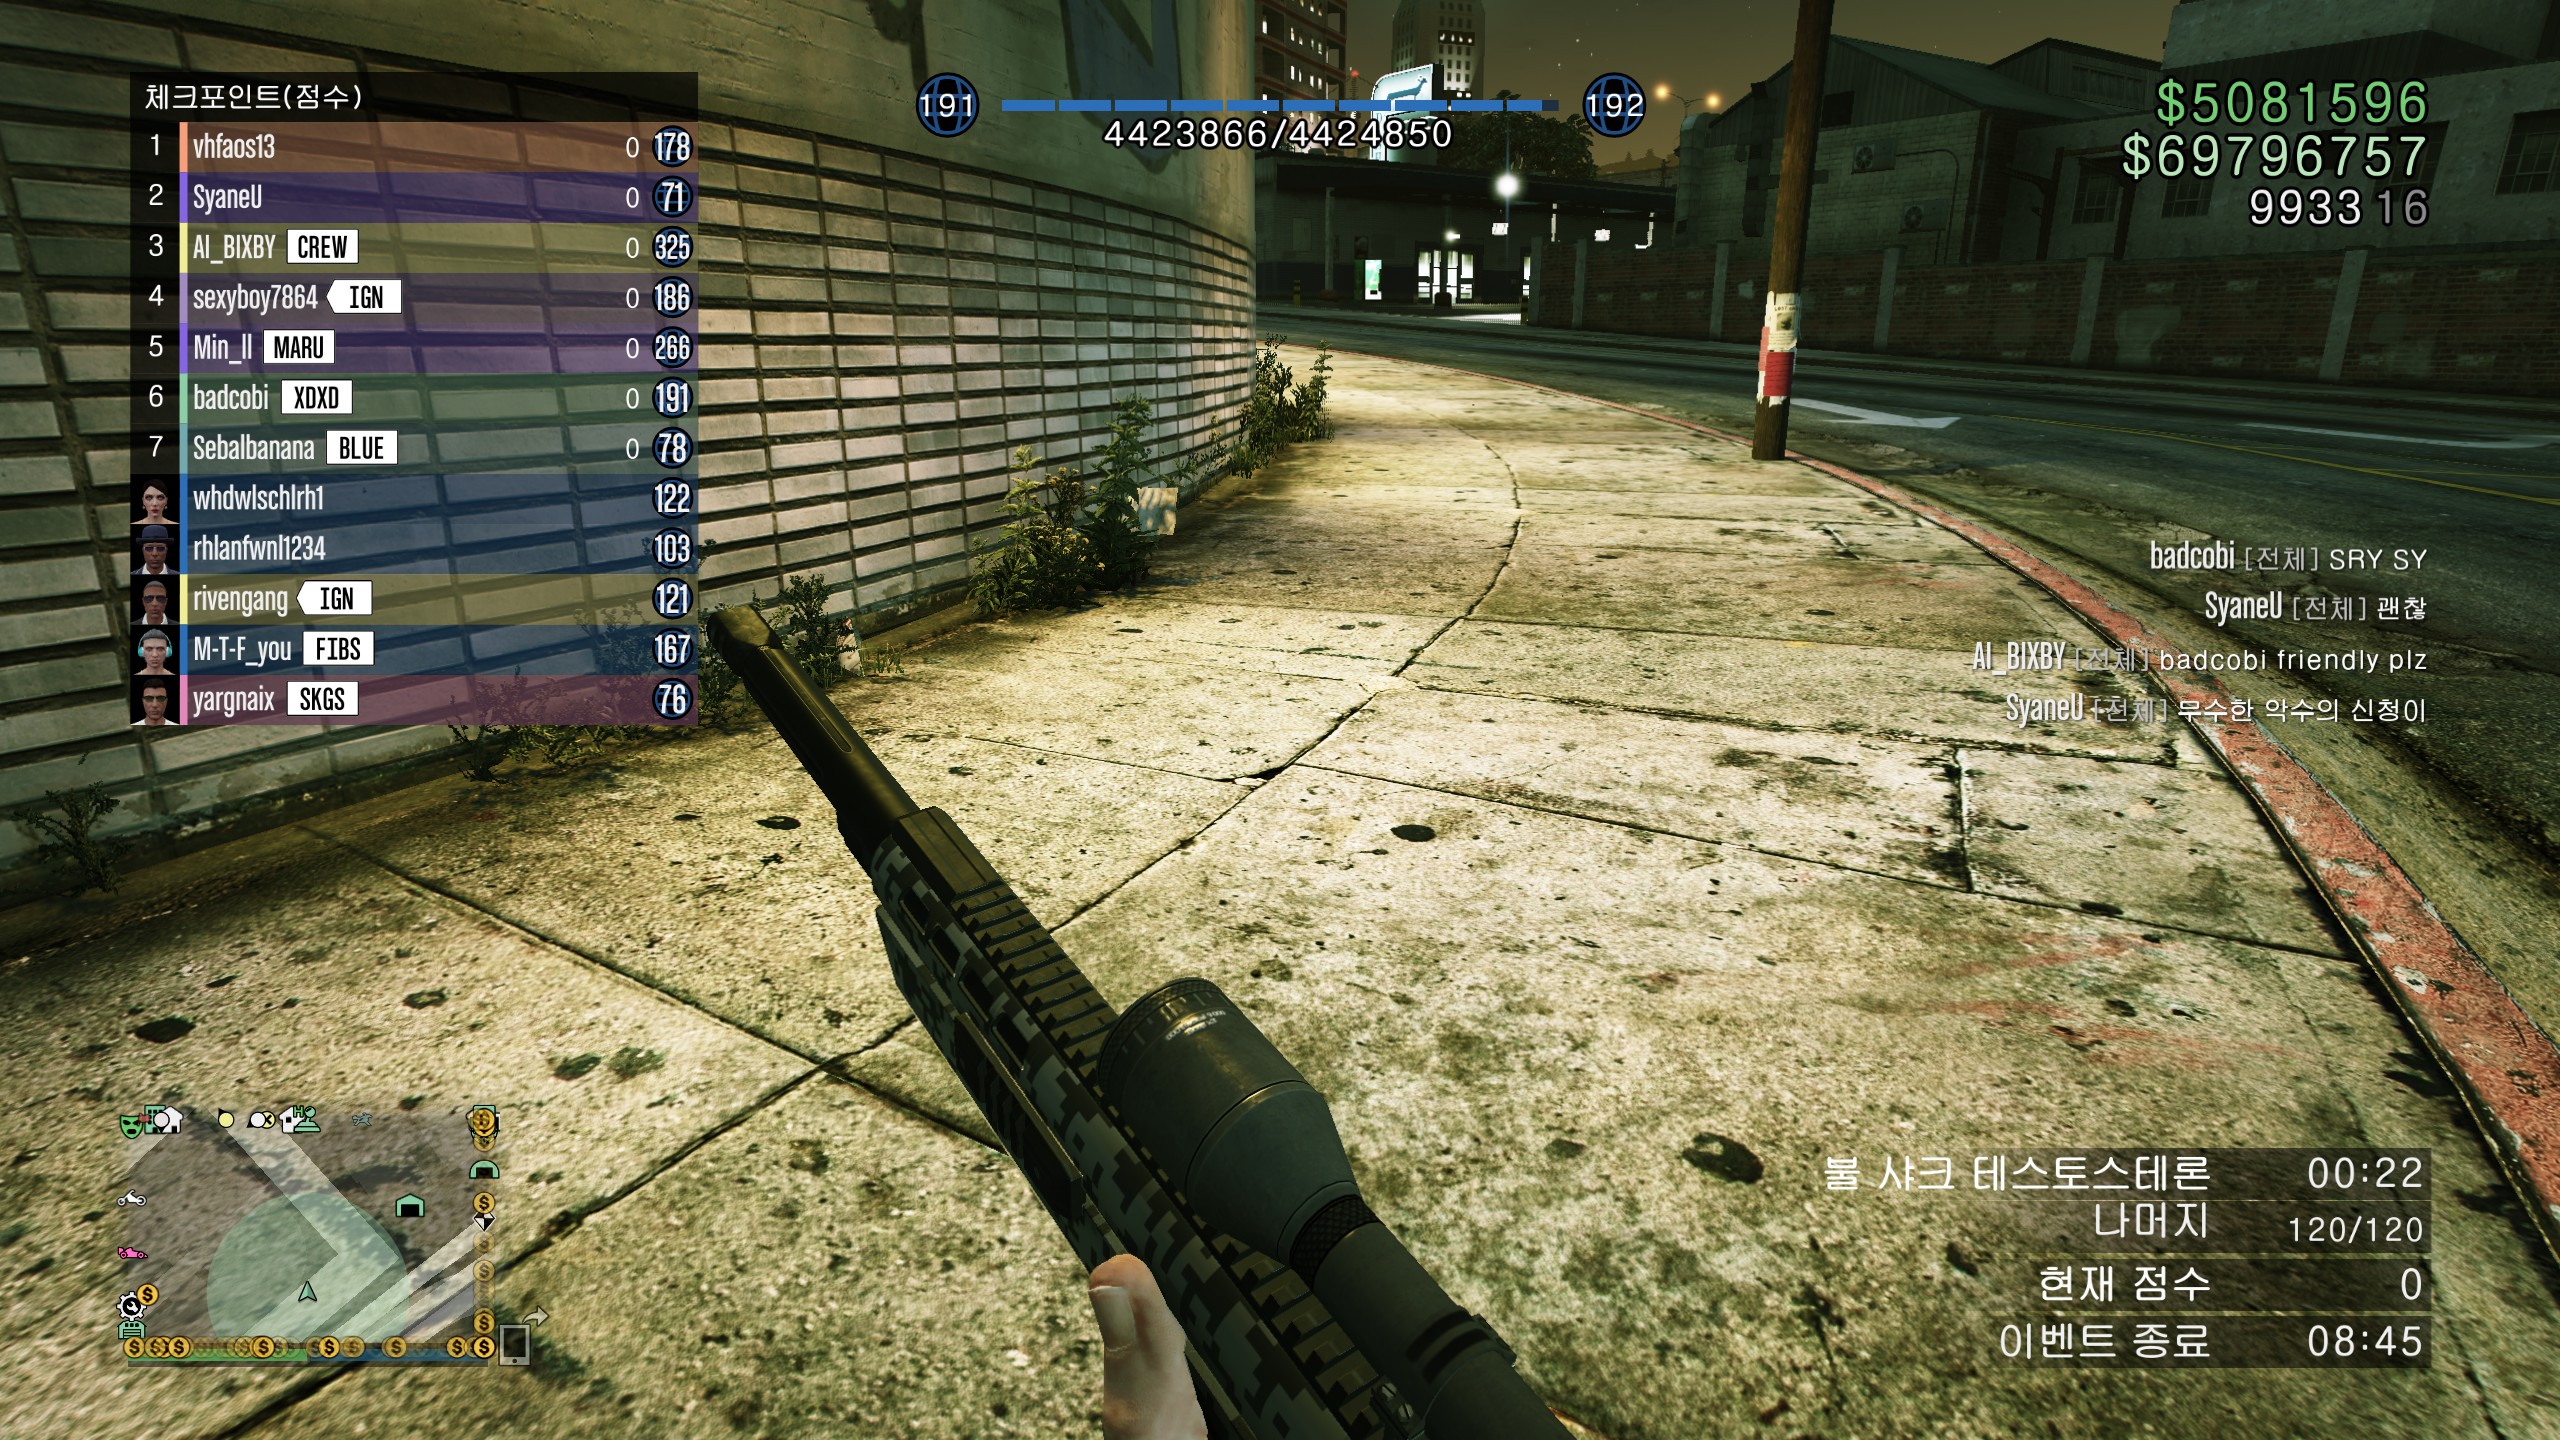 체크포인트(점수)
1 vhfaos13 0 178
2 SyaneU 0 71
3 AI_BIXBY CREW 0 325
4 sexyboy7864 IGN 0 186
5 Min_ll MARU 0 266
6 badcobi XDXD 0 191
7 Sebalbanana BLUE 0 78
whdwlschlrh1 122
rhlanfwnl1234 103
rivengang IGN 121
M-T-F_you FIBS 167
yargnaix SKGS 76
191 192
4423866/4424850
$5081596
$69796757
9933 16
badcobi [전체] SRY SY
SyaneU [전체] 괜찮
AI_BIXBY [전체] badcobi friendly plz
SyaneU [전체] 무수한 악수의 신청이
불 샤크 테스토스테론 00:22
나머지 120/120
현재 점수 0
이벤트 종료 08:45